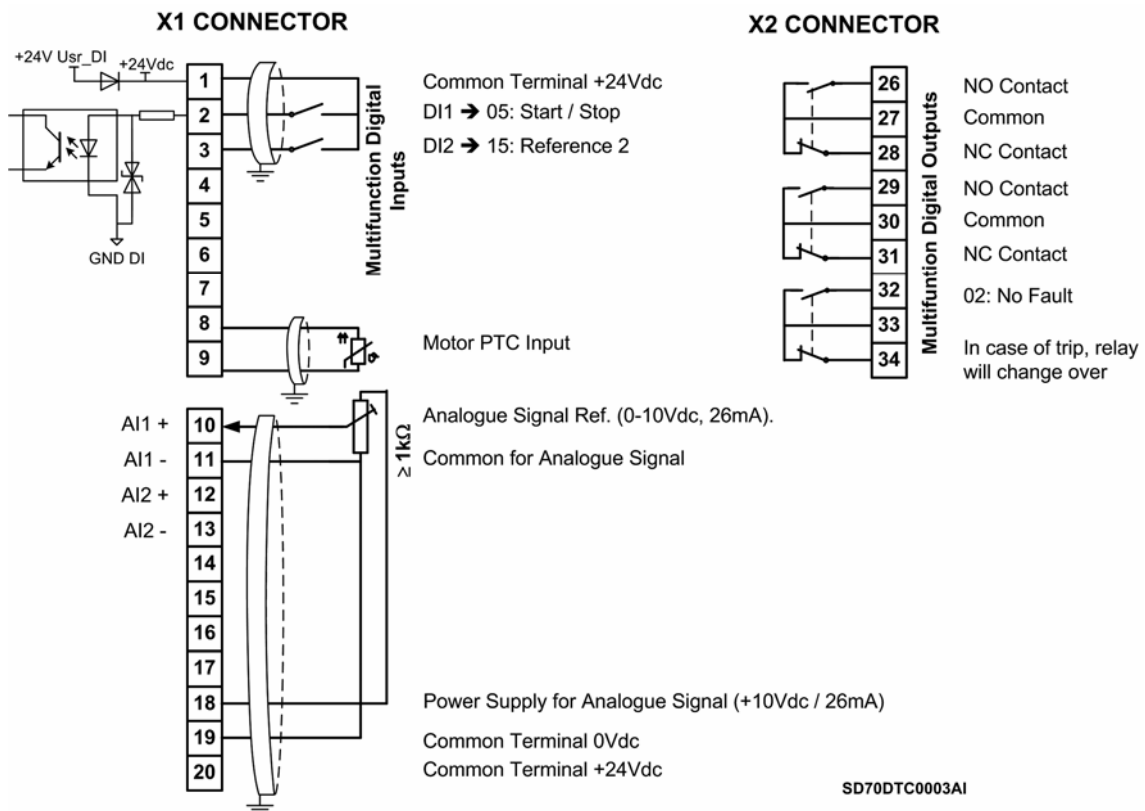 X1 CONNECTOR
+24V Usr_DI
+24Vdc
GND DI
1
2
3
4
5
6
7
8
9
Multifunction Digital
Inputs
Common Terminal +24Vdc
DI1 → 05: Start / Stop
DI2 → 15: Reference 2
Motor PTC Input
AI1 +
AI1 -
AI2 +
AI2 -
10
11
12
13
14
15
16
17
18
19
20
≥1kΩ
Analogue Signal Ref. (0-10Vdc, 26mA).
Common for Analogue Signal
Power Supply for Analogue Signal (+10Vdc / 26mA)
Common Terminal 0Vdc
Common Terminal +24Vdc
X2 CONNECTOR
26
27
28
29
30
31
32
33
34
Multifuntion Digital Outputs
NO Contact
Common
NC Contact
NO Contact
Common
NC Contact
02: No Fault
In case of trip, relay
will change over
SD70DTC0003AI